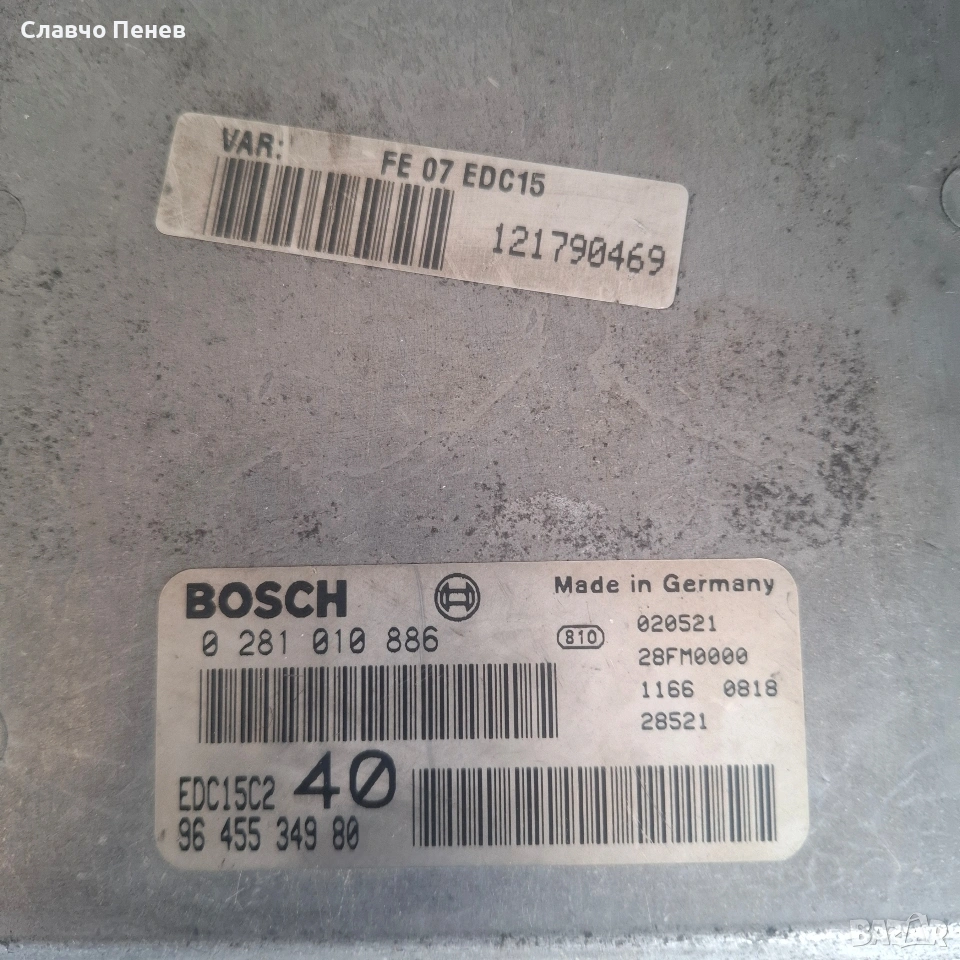 Славчо Пенев
VAR:
FE 07 EDC15
121790469
BOSCH
Made in Germany
0 281 010 886
810
020521
28FM0000
1166 0818
28521
EDC15C2 40
96 455 349 80
BAZAR